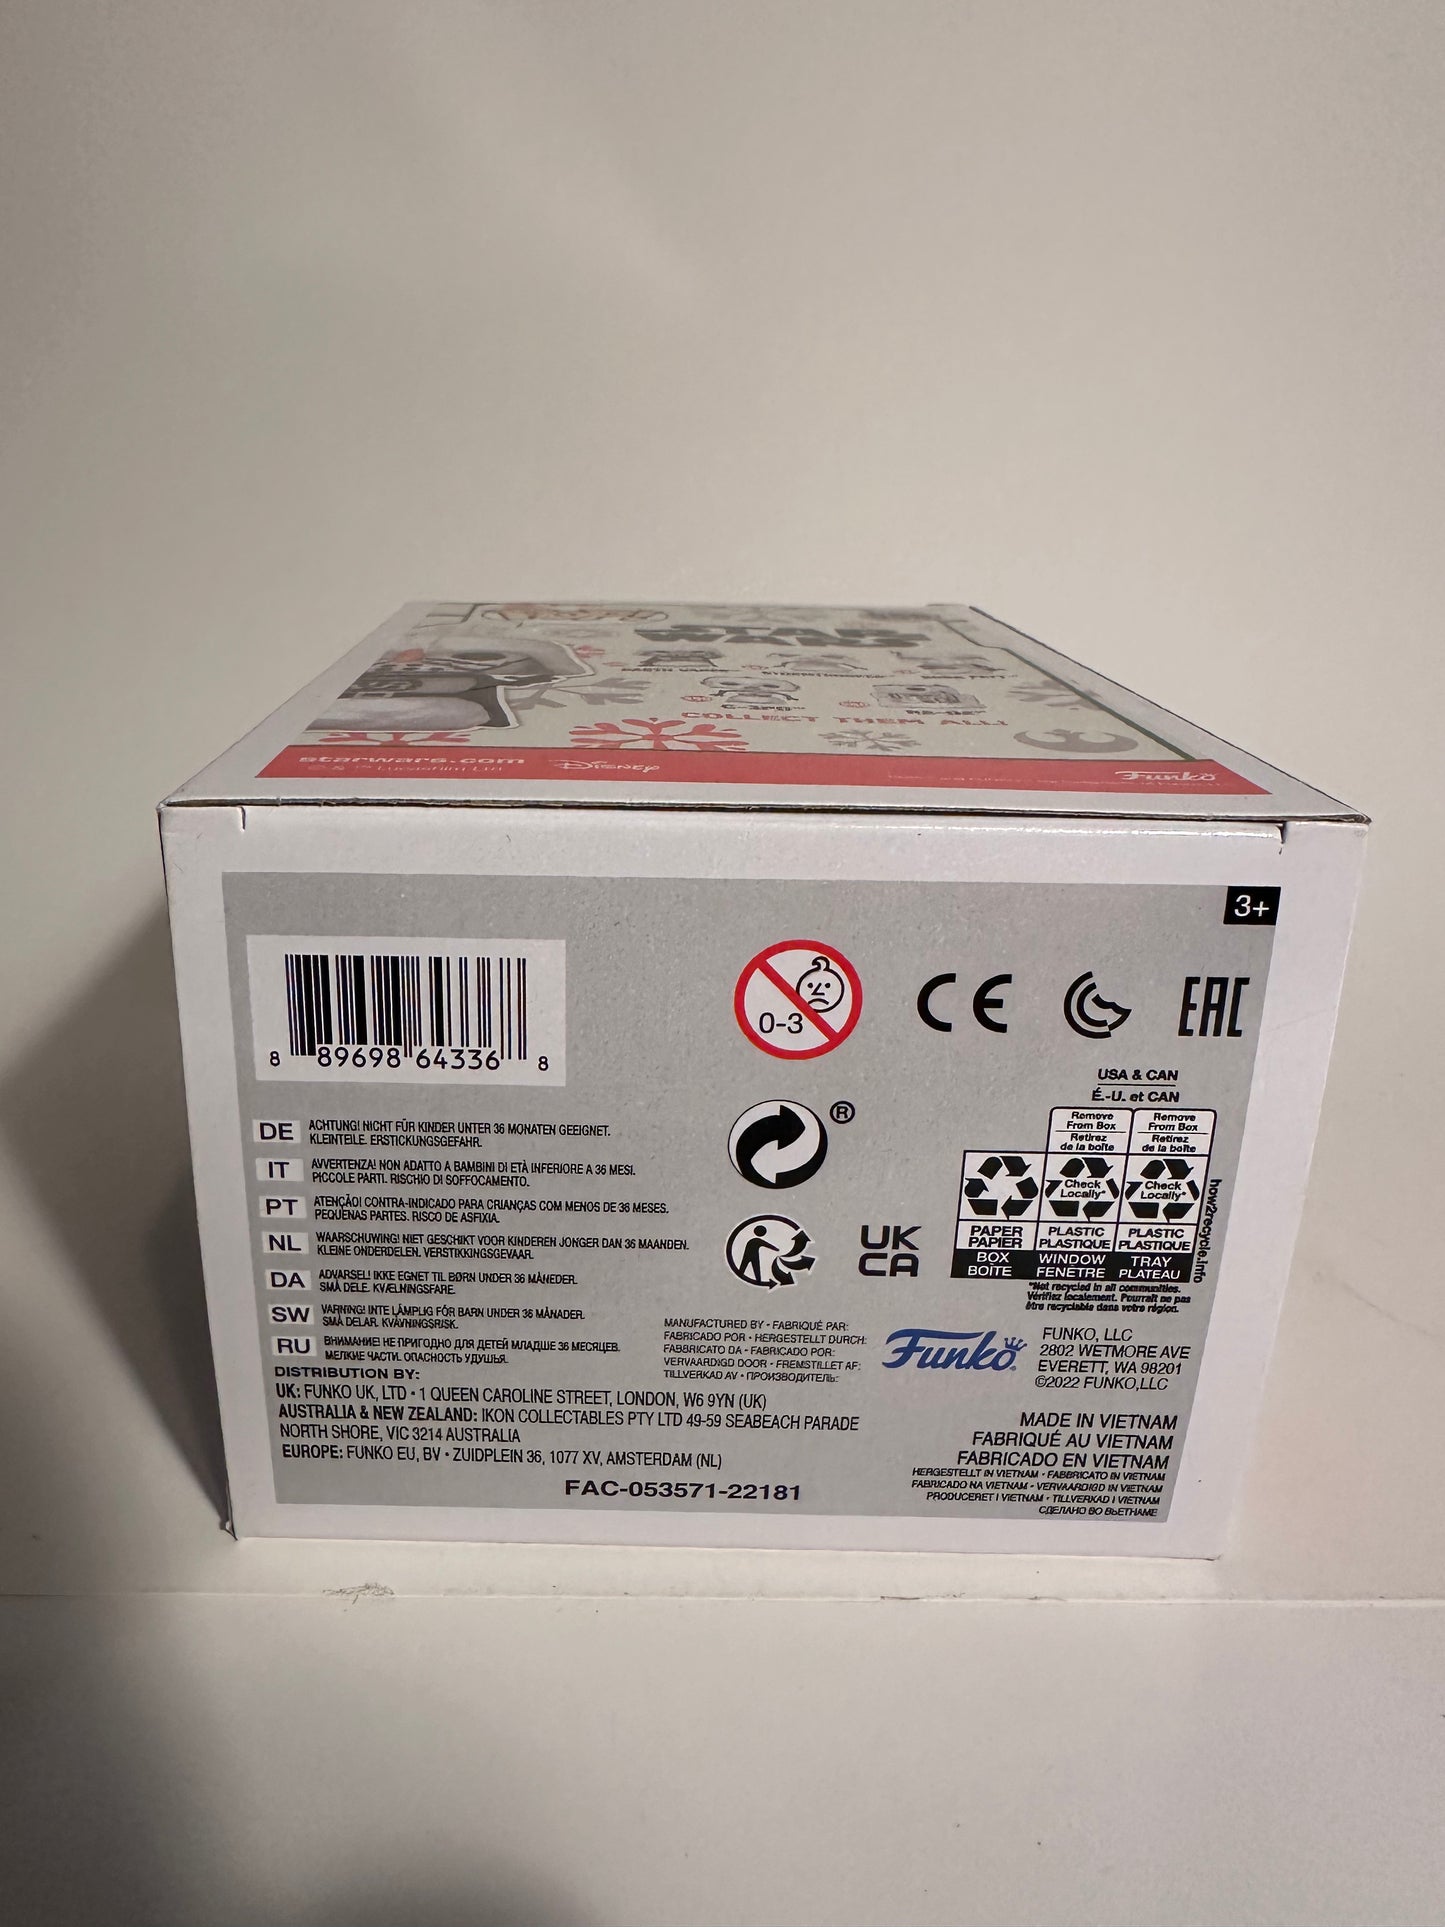 STAR
WARS
DARTH VADER
C-3PO™
R2-D2™
COLLECT THEM ALL!
starwars.com
Disney
Funko
3+
0-3
CE
EAC
8 89698 64336 8
USA & CAN
É.-U. et CAN
Remove
From Box
Retirez
de la boîte
Remove
From Box
Retirez
de la boîte
Check
Locally*
Check
Locally*
PAPER
PAPIER
PLASTIC
PLASTIQUE
PLASTIC
PLASTIQUE
BOX
BOÎTE
WINDOW
FENÊTRE
TRAY
PLATEAU
how2recycle.info
*Not recycled in all communities.
Vérifiez localement. Pourrait ne pas
être recyclable dans votre région.
®
UK
CA
DE ACHTUNG! NICHT FÜR KINDER UNTER 36 MONATEN GEEIGNET.
KLEINTEILE. ERSTICKUNGSGEFAHR.
IT AVVERTENZA! NON ADATTO A BAMBINI DI ETÀ INFERIORE A 36 MESI.
PICCOLE PARTI. RISCHIO DI SOFFOCAMENTO.
PT ATENÇÃO! CONTRA-INDICADO PARA CRIANÇAS COM MENOS DE 36 MESES.
PEQUENAS PARTES. RISCO DE ASFIXIA.
NL WAARSCHUWING! NIET GESCHIKT VOOR KINDEREN JONGER DAN 36 MAANDEN.
KLEINE ONDERDELEN. VERSTIKKINGSGEVAAR.
DA ADVARSEL! IKKE EGNET TIL BØRN UNDER 36 MÅNEDER.
SMÅ DELE. KVÆLNINGSFARE.
SW VARNING! INTE LÄMPLIG FÖR BARN UNDER 36 MÅNADER.
SMÅ DELAR. KVÄVNINGSRISK.
RU ВНИМАНИЕ! НЕ ПРИГОДНО ДЛЯ ДЕТЕЙ МЛАДШЕ 36 МЕСЯЦЕВ.
МЕЛКИЕ ЧАСТИ. ОПАСНОСТЬ УДУШЬЯ.
DISTRIBUTION BY:
UK: FUNKO UK, LTD • 1 QUEEN CAROLINE STREET, LONDON, W6 9YN (UK)
AUSTRALIA & NEW ZEALAND: IKON COLLECTABLES PTY LTD 49-59 SEABEACH PARADE
NORTH SHORE, VIC 3214 AUSTRALIA
EUROPE: FUNKO EU, BV • ZUIDPLEIN 36, 1077 XV, AMSTERDAM (NL)
FAC-053571-22181
MANUFACTURED BY • FABRIQUÉ PAR:
FABRICADO POR • HERGESTELLT DURCH:
FABBRICATO DA • FABRICADO POR:
VERVAARDIGD DOOR • FREMSTILLET AF:
TILLVERKAD AV • ПРОИЗВОДИТЕЛЬ:
Funko
FUNKO, LLC
2802 WETMORE AVE
EVERETT, WA 98201
©2022 FUNKO,LLC
MADE IN VIETNAM
FABRIQUÉ AU VIETNAM
FABRICADO EN VIETNAM
HERGESTELLT IN VIETNAM • FABBRICATO IN VIETNAM
FABRICADO NA VIETNAM • VERVAARDIGD IN VIETNAM
PRODUCERET I VIETNAM • TILLVERKAD I VIETNAM
СДЕЛАНО ВО ВЬЕТНАМЕ